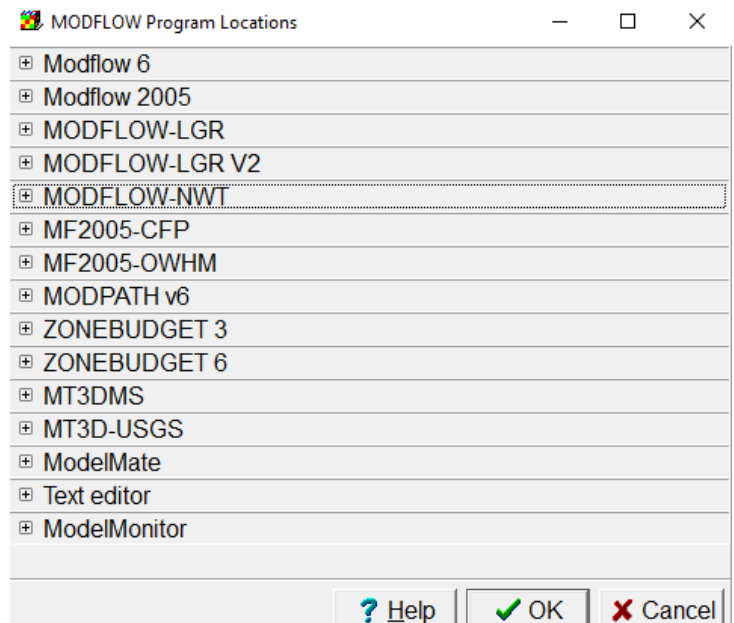 MODFLOW Program Locations
Modflow 6
Modflow 2005
MODFLOW-LGR
MODFLOW-LGR V2
MODFLOW-NWT
MF2005-CFP
MF2005-OWHM
MODPATH v6
ZONEBUDGET 3
ZONEBUDGET 6
MT3DMS
MT3D-USGS
ModelMate
Text editor
ModelMonitor
? Help OK Cancel